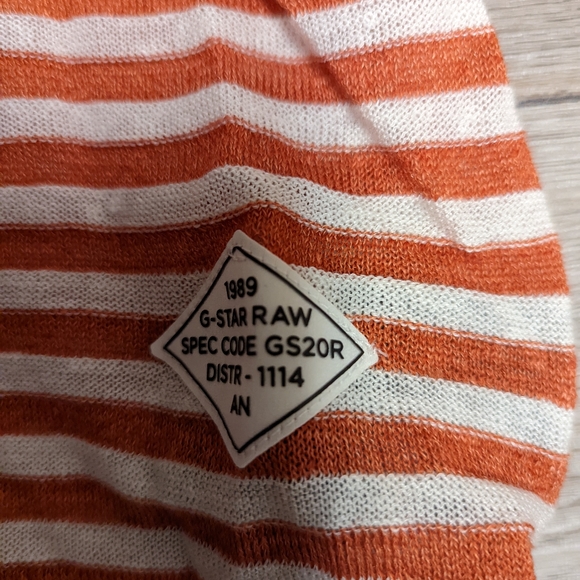 1989
G-STAR RAW
SPEC CODE GS20R
DISTR - 1114
AN